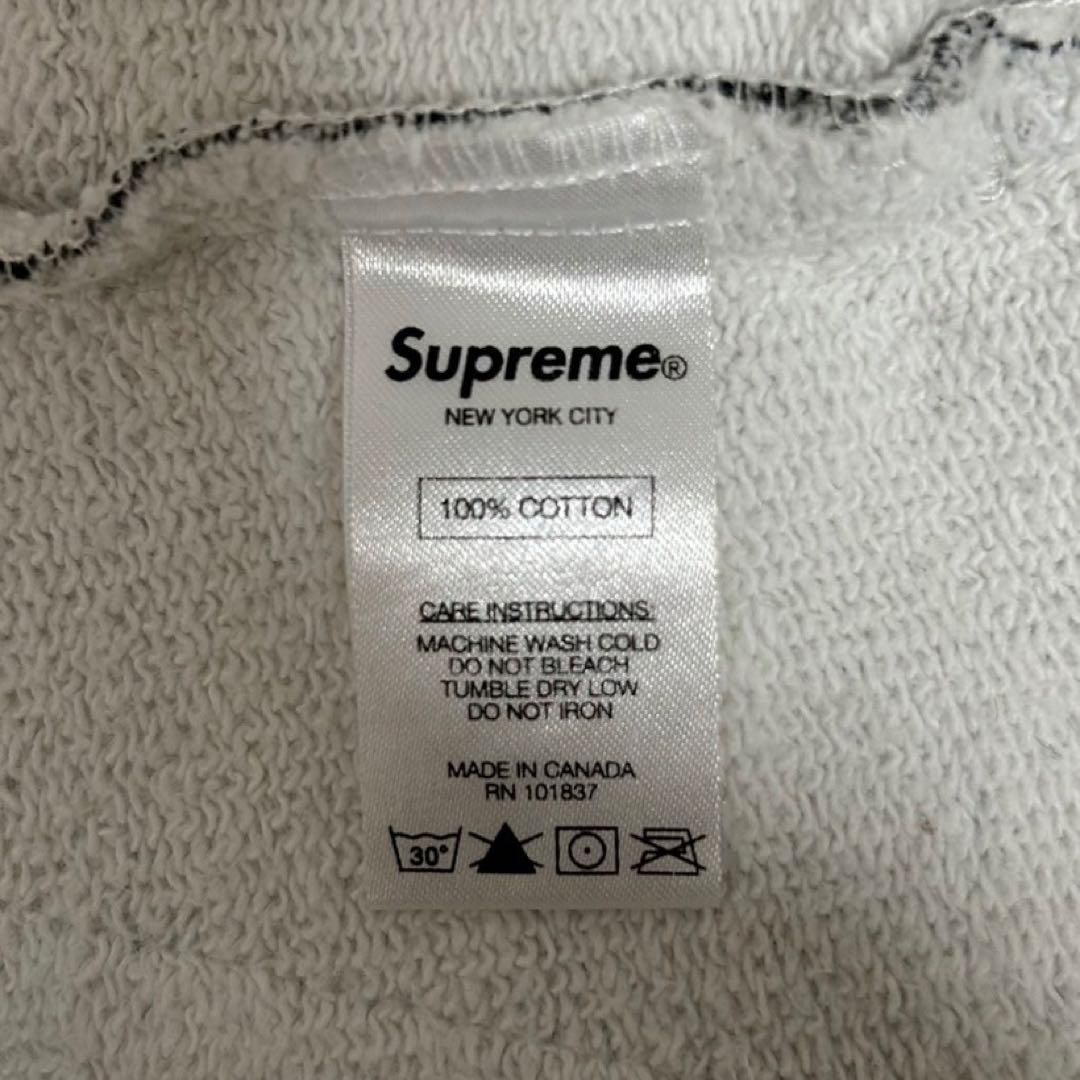 Supreme®
NEW YORK CITY
100% COTTON
CARE INSTRUCTIONS
MACHINE WASH COLD
DO NOT BLEACH
TUMBLE DRY LOW
DO NOT IRON
MADE IN CANADA
RN 101837
30°